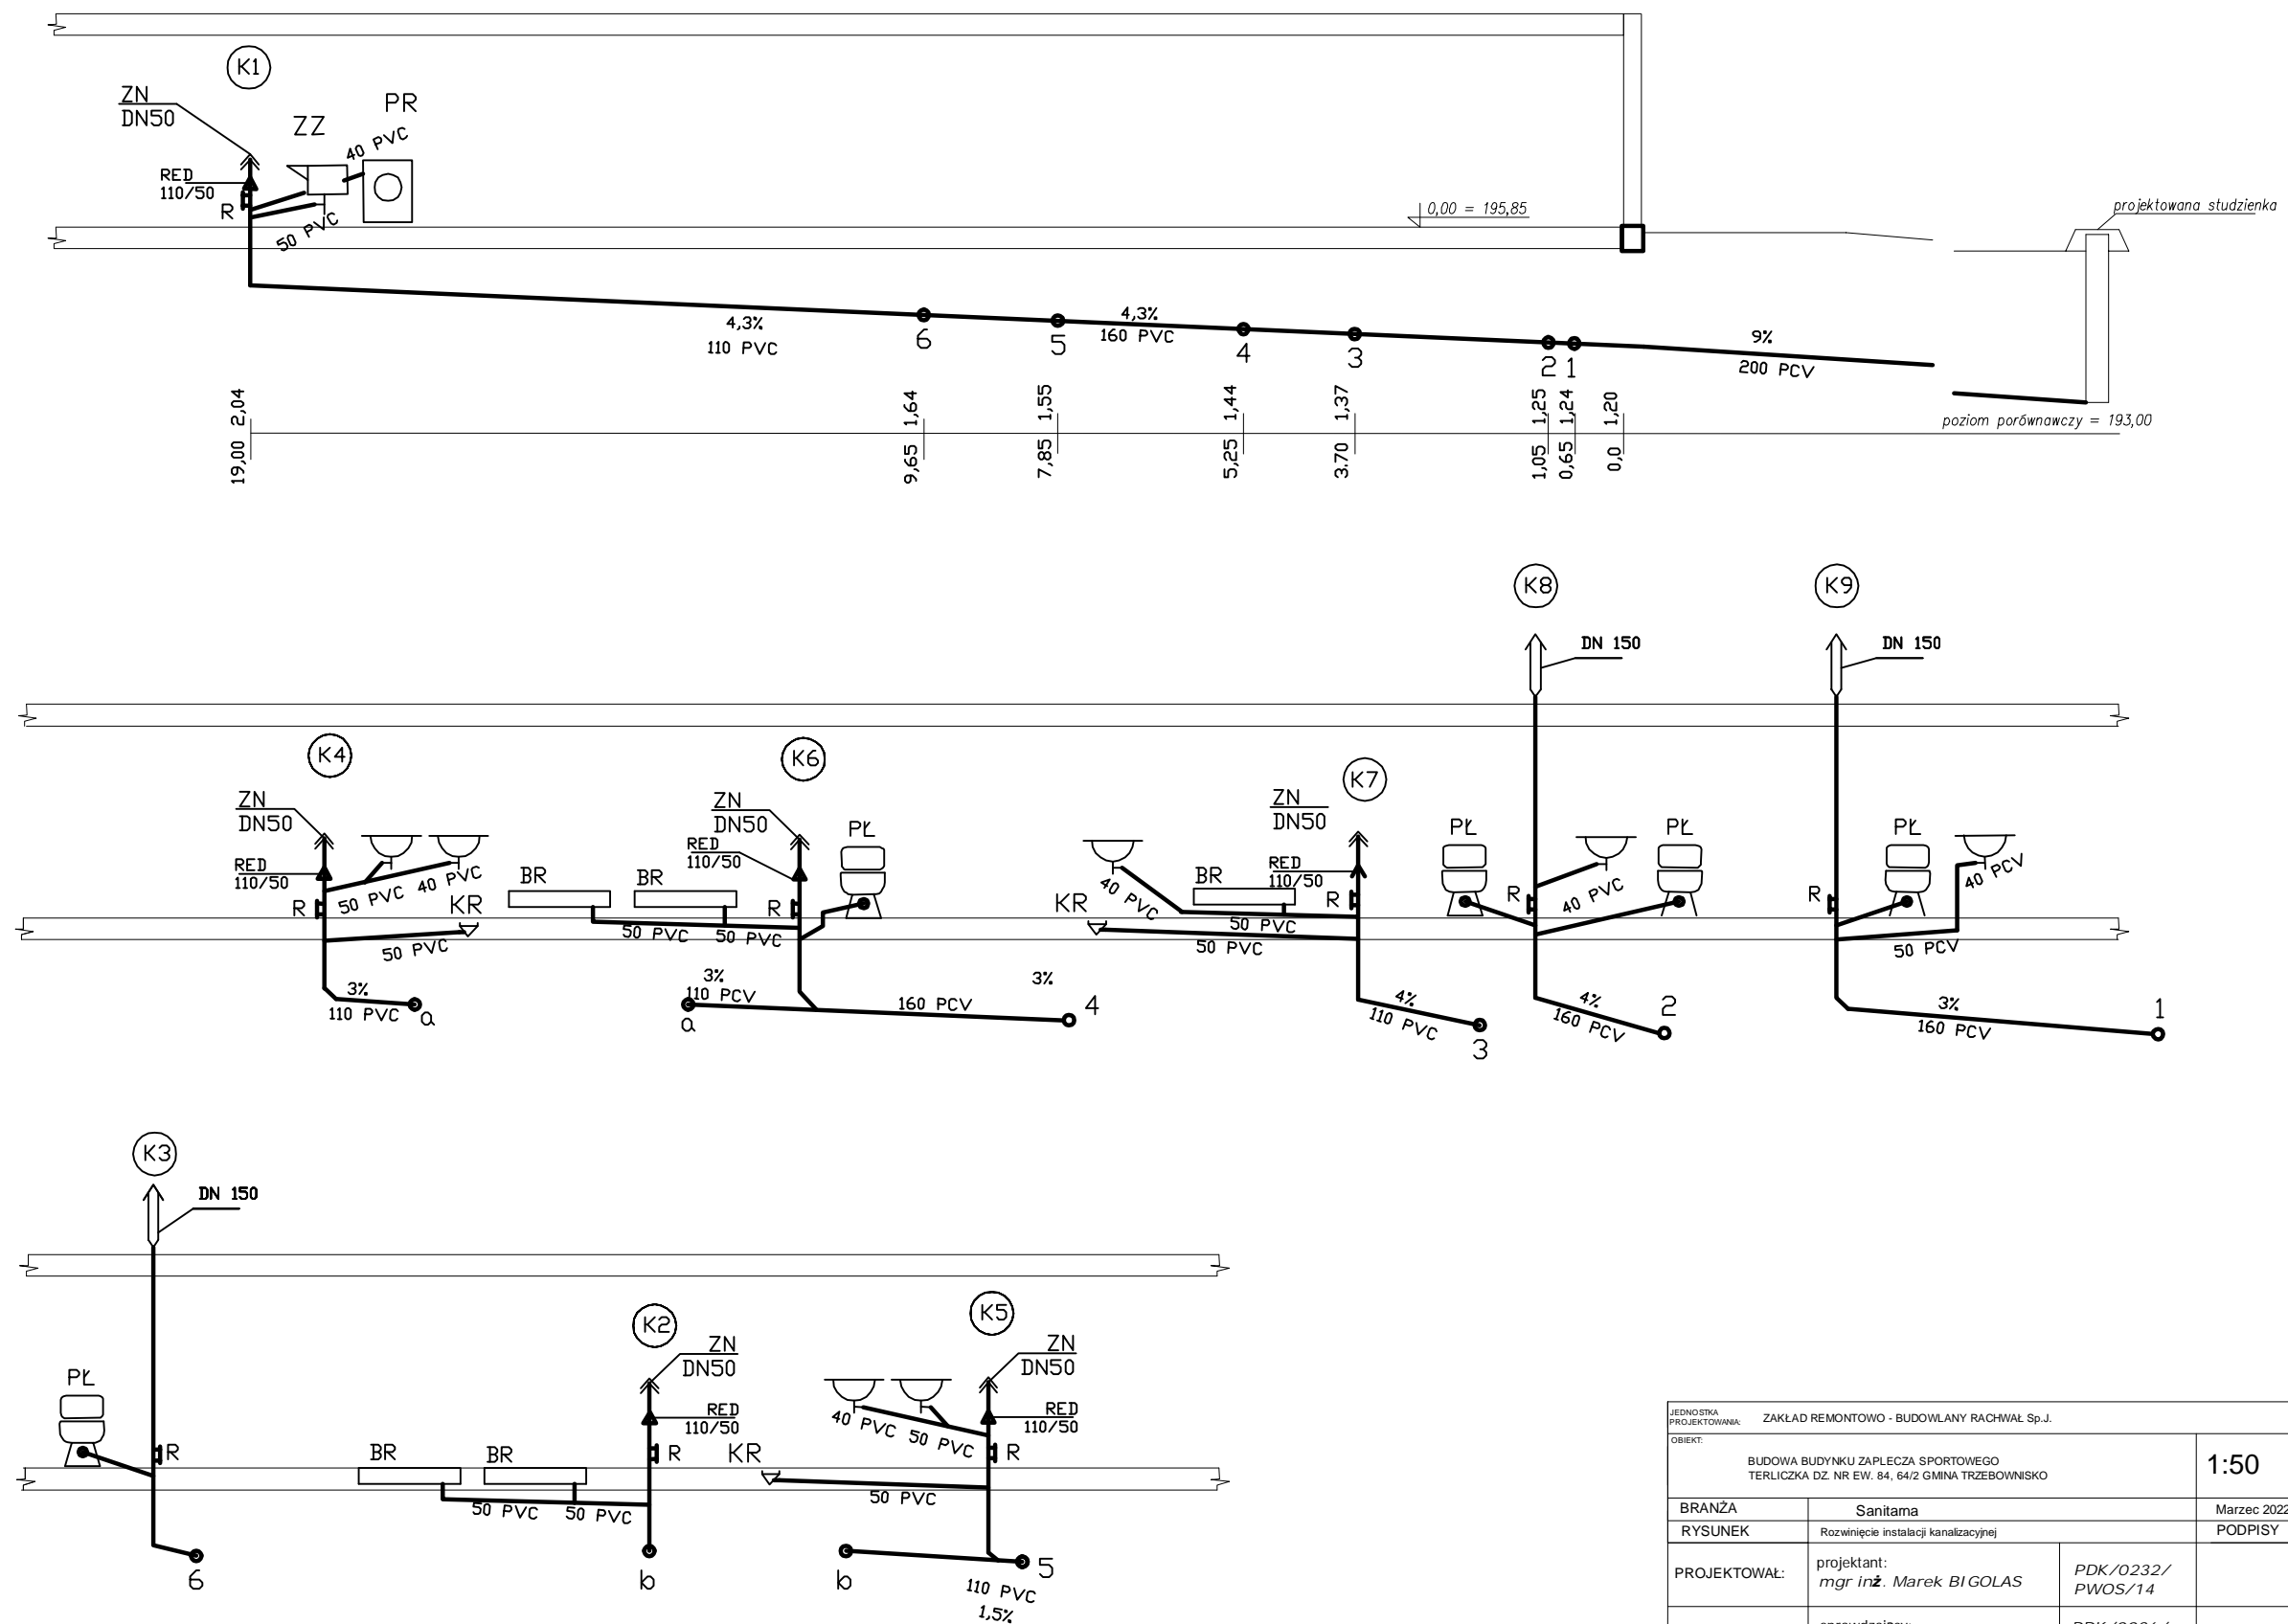 K1
ZN
DN50
ZZ
PR
40 PVC
RED
110/50
R
50 PVC
0,00 = 195,85
projektowana studzienka
4,3%
110 PVC
6
5
4,3%
160 PVC
4
3
2
1
9%
200 PCV
poziom porównawczy = 193,00
19,00 2,04
9,65 1,64
7,85 1,55
5,25 1,44
3.70 1,37
1,05 1,25
0,65 1,24
0,0 1,20
K8
K9
DN 150
DN 150
K4
K6
K7
ZN
DN50
RED
110/50
R
50 PVC
40 PVC
KR
50 PVC
3%
110 PVC
a
BR
BR
ZN
DN50
RED
110/50
PŁ
R
50 PVC
50 PVC
3%
110 PCV
a
160 PCV
3%
4
KR
40 PVC
BR
ZN
DN50
RED
110/50
R
50 PVC
50 PVC
4%
110 PVC
3
PŁ
R
40 PVC
PŁ
4%
160 PCV
2
R
PŁ
40 PCV
50 PCV
3%
160 PCV
1
K3
DN 150
PŁ
R
6
K2
ZN
DN50
RED
110/50
R
BR
BR
50 PVC
50 PVC
b
K5
ZN
DN50
RED
110/50
R
40 PVC
50 PVC
KR
50 PVC
b
5
110 PVC
1,5%
JEDNOSTKA
PROJEKTOWANIA:
ZAKŁAD REMONTOWO - BUDOWLANY RACHWAŁ Sp.J.
OBIEKT:
BUDOWA BUDYNKU ZAPLECZA SPORTOWEGO
TERLICZKA DZ. NR EW. 84, 64/2 GMINA TRZEBOWNISKO
1:50
BRANŻA
Sanitarna
Marzec 2022
RYSUNEK
Rozwinięcie instalacji kanalizacyjnej
PODPISY
PROJEKTOWAŁ:
projektant:
mgr inż. Marek BIGOLAS
PDK/0232/
PWOS/14